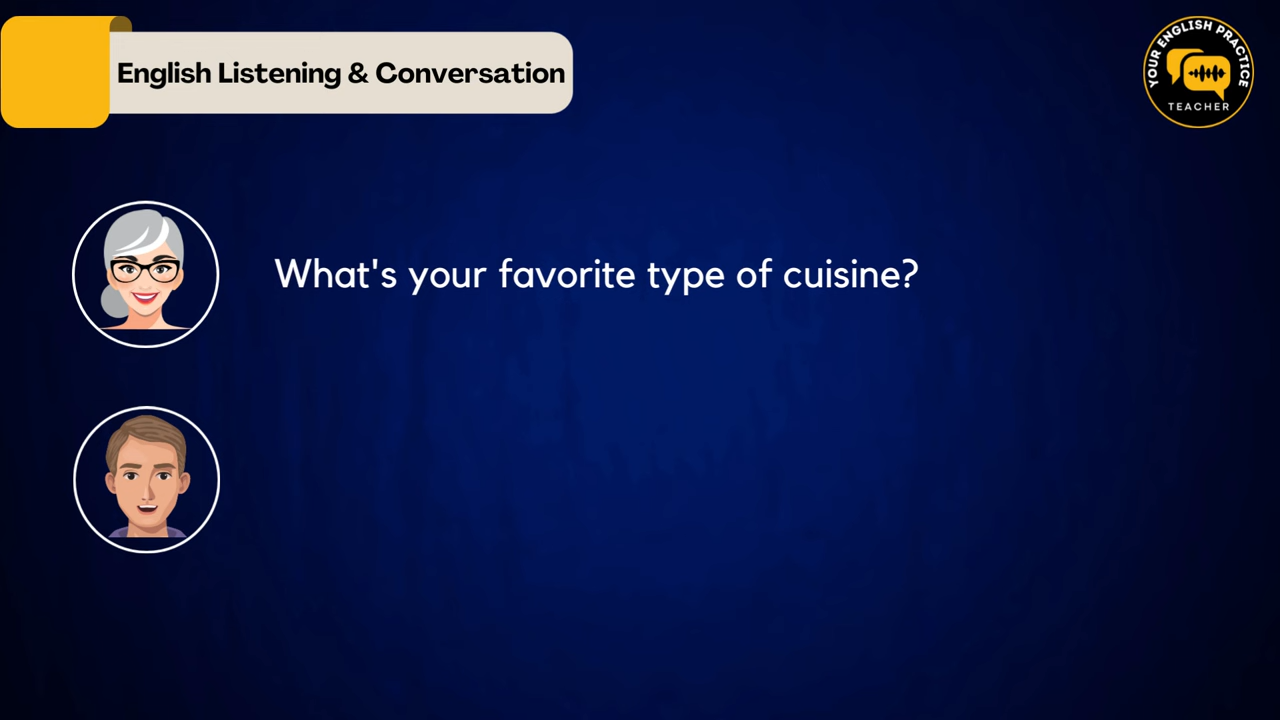 English Listening & Conversation
YOUR ENGLISH PRACTICE
TEACHER
What's your favorite type of cuisine?